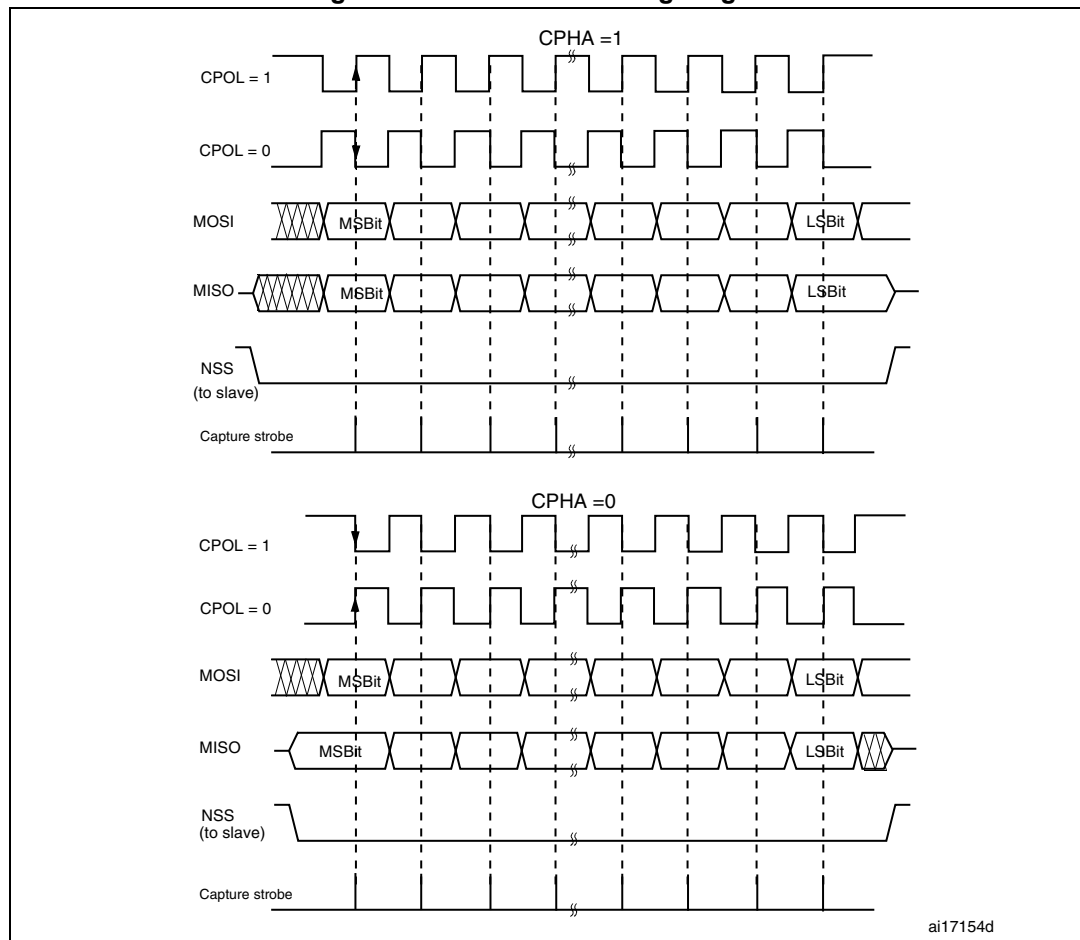 CPHA =1
CPOL = 1
CPOL = 0
MOSI
MSBit
LSBit
MISO
MSBit
LSBit
NSS
(to slave)
Capture strobe
CPHA =0
CPOL = 1
CPOL = 0
MOSI
MSBit
LSBit
MISO
MSBit
LSBit
NSS
(to slave)
Capture strobe
ai17154d